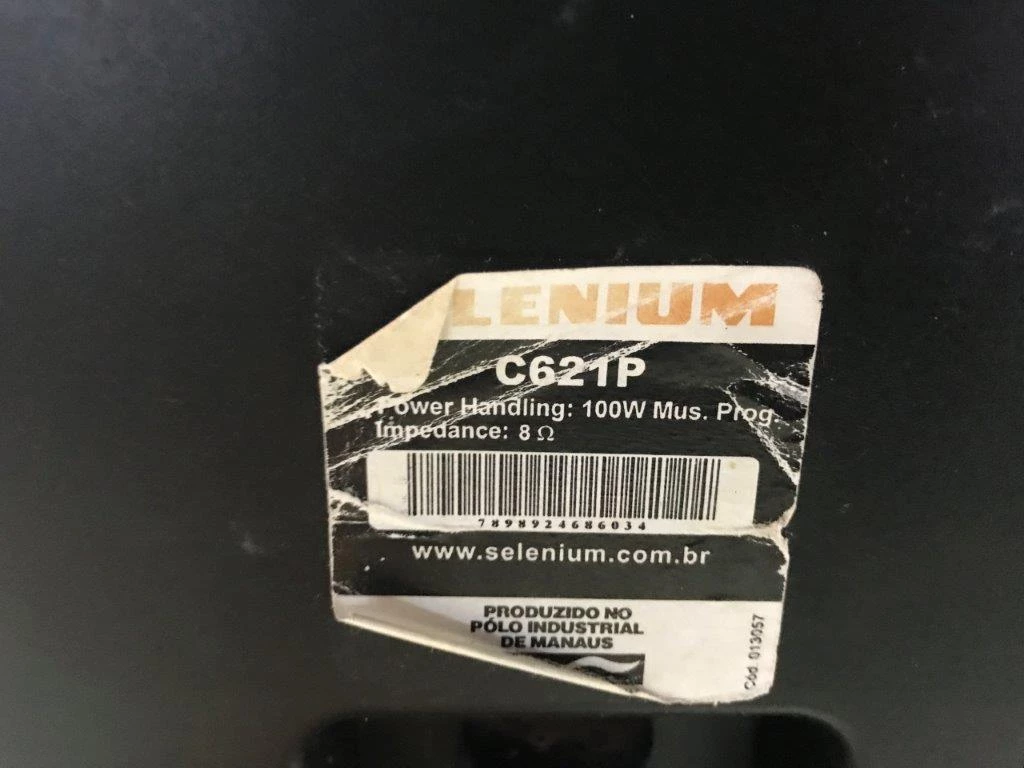 SELENIUM
C621P
Power Handling: 100W Mus. Prog.
Impedance: 8 Ω
7898924686034
www.selenium.com.br
PRODUZIDO NO
PÓLO INDUSTRIAL
DE MANAUS
Cód. 013057